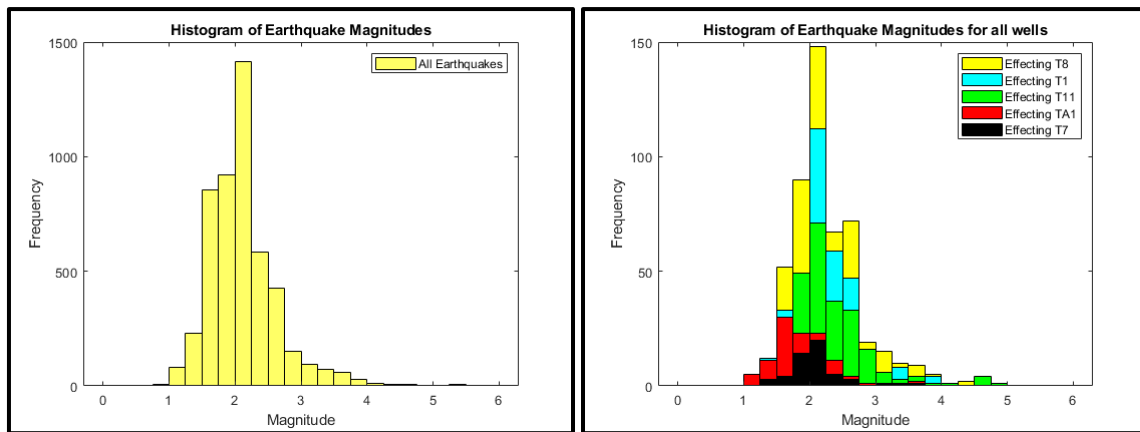 Histogram of Earthquake Magnitudes
1500
1000
500
0
Frequency
All Earthquakes
0 1 2 3 4 5 6
Magnitude
Histogram of Earthquake Magnitudes for all wells
150
100
50
0
Frequency
Effecting T8
Effecting T1
Effecting T11
Effecting TA1
Effecting T7
0 1 2 3 4 5 6
Magnitude